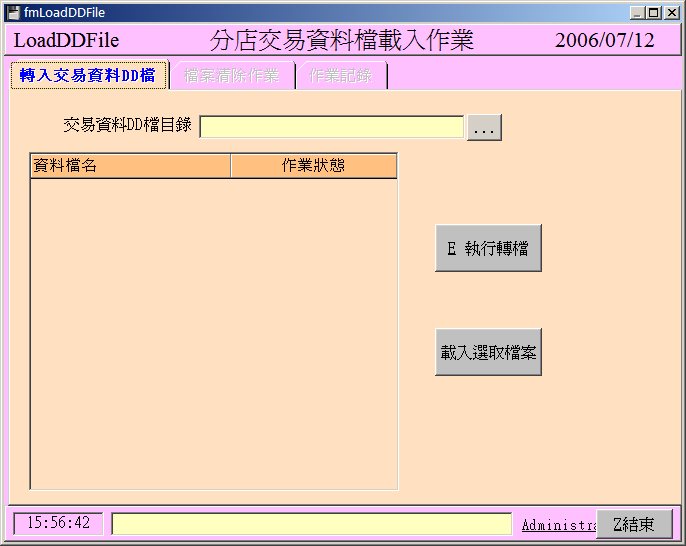 fmLoadDDFile
LoadDDFile 分店交易資料檔載入作業 2006/07/12
轉入交易資料DD檔 檔案清除作業 作業記錄
交易資料DD檔目錄 ...
資料檔名 作業狀態
E 執行轉檔
載入選取檔案
15:56:42 Administra Z結束